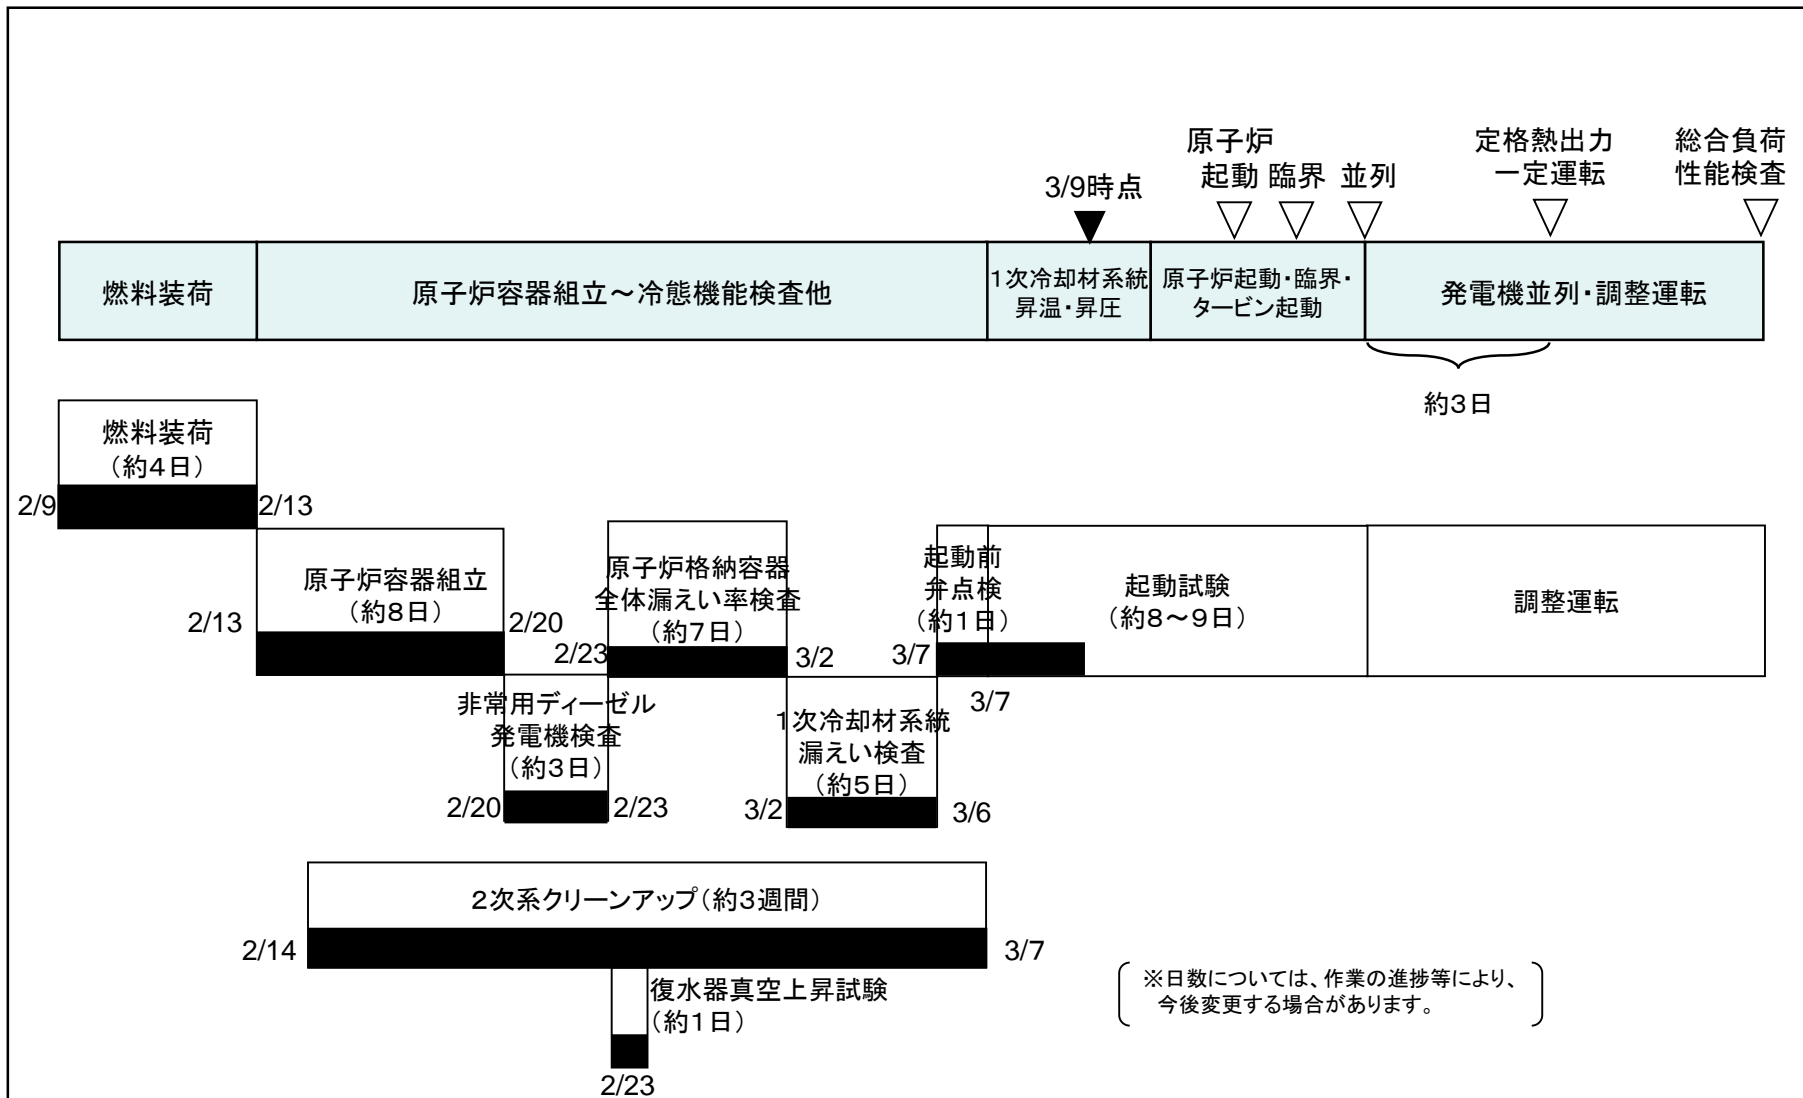 原子炉
起動
臨界
並列
定格熱出力
一定運転
総合負荷
性能検査
3/9時点
燃料装荷
原子炉容器組立～冷態機能検査他
1次冷却材系統
昇温・昇圧
原子炉起動・臨界・
タービン起動
発電機並列・調整運転
約3日
燃料装荷
（約4日）
2/9
2/13
原子炉容器組立
（約8日）
2/13
2/20
原子炉格納容器
全体漏えい率検査
（約7日）
2/23
3/2
起動前
弁点検
（約1日）
3/7
3/7
起動試験
（約8～9日）
調整運転
非常用ディーゼル
発電機検査
（約3日）
2/20
2/23
1次冷却材系統
漏えい検査
（約5日）
3/2
3/6
2次系クリーンアップ（約3週間）
2/14
3/7
復水器真空上昇試験
（約1日）
2/23
※日数については、作業の進捗等により、
今後変更する場合があります。